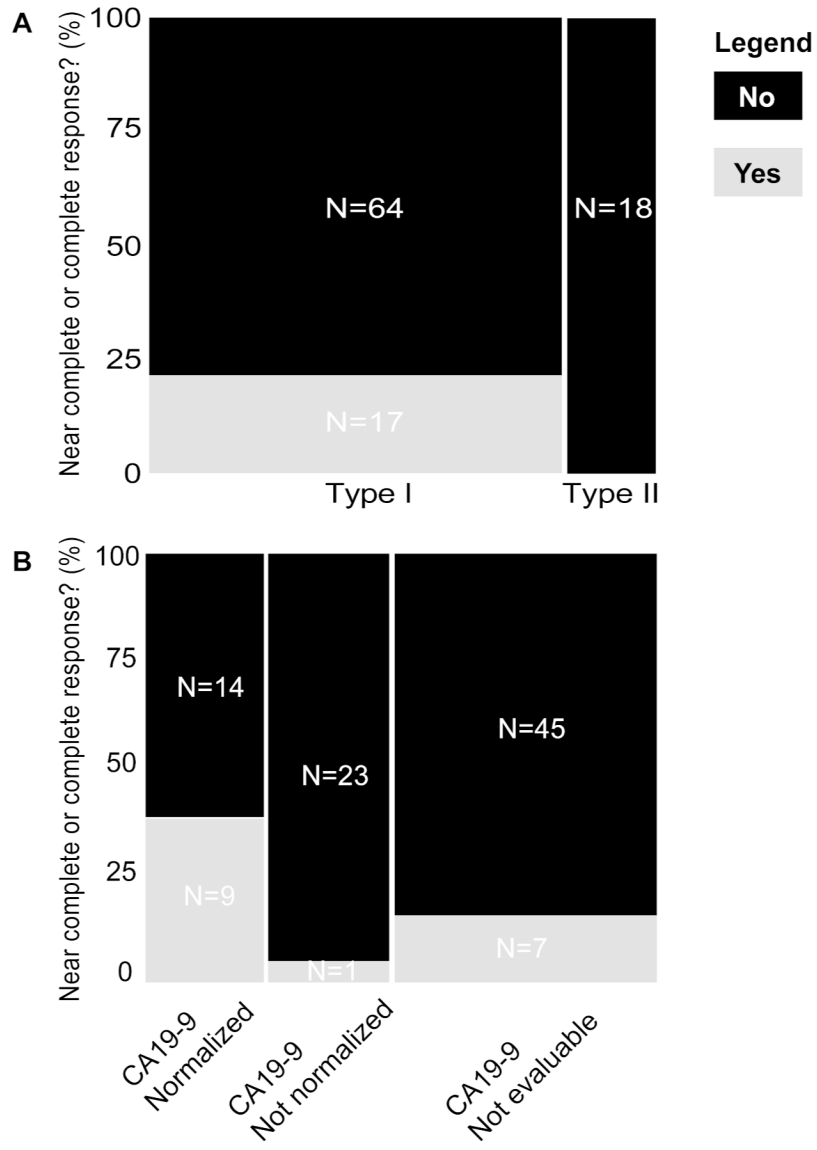 A
Near complete or complete response? (%)
100
75
50
25
0
N=64
N=18
N=17
Type I
Type II
Legend
No
Yes
B
Near complete or complete response? (%)
100
75
50
25
0
N=14
N=23
N=45
N=9
N=1
N=7
CA19-9
Normalized
CA19-9
Not normalized
CA19-9
Not evaluable